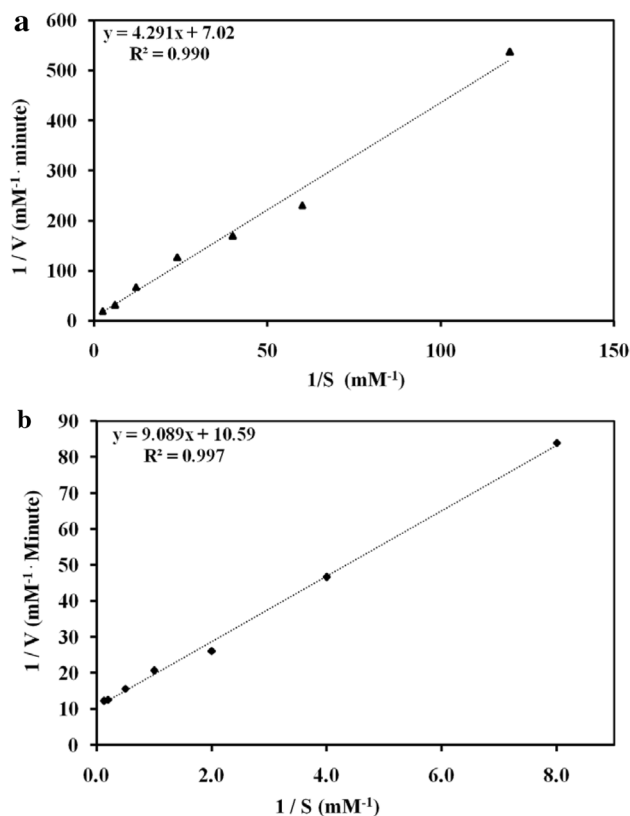 a
y = 4.291x + 7.02
R² = 0.990
600
500
400
300
200
100
0
1 / V (mM⁻¹· minute)
0
50
100
150
1/S (mM⁻¹)
b
y = 9.089x + 10.59
R² = 0.997
90
80
70
60
50
40
30
20
10
0
1 / V (mM⁻¹· Minute)
0.0
2.0
4.0
6.0
8.0
1 / S (mM⁻¹)